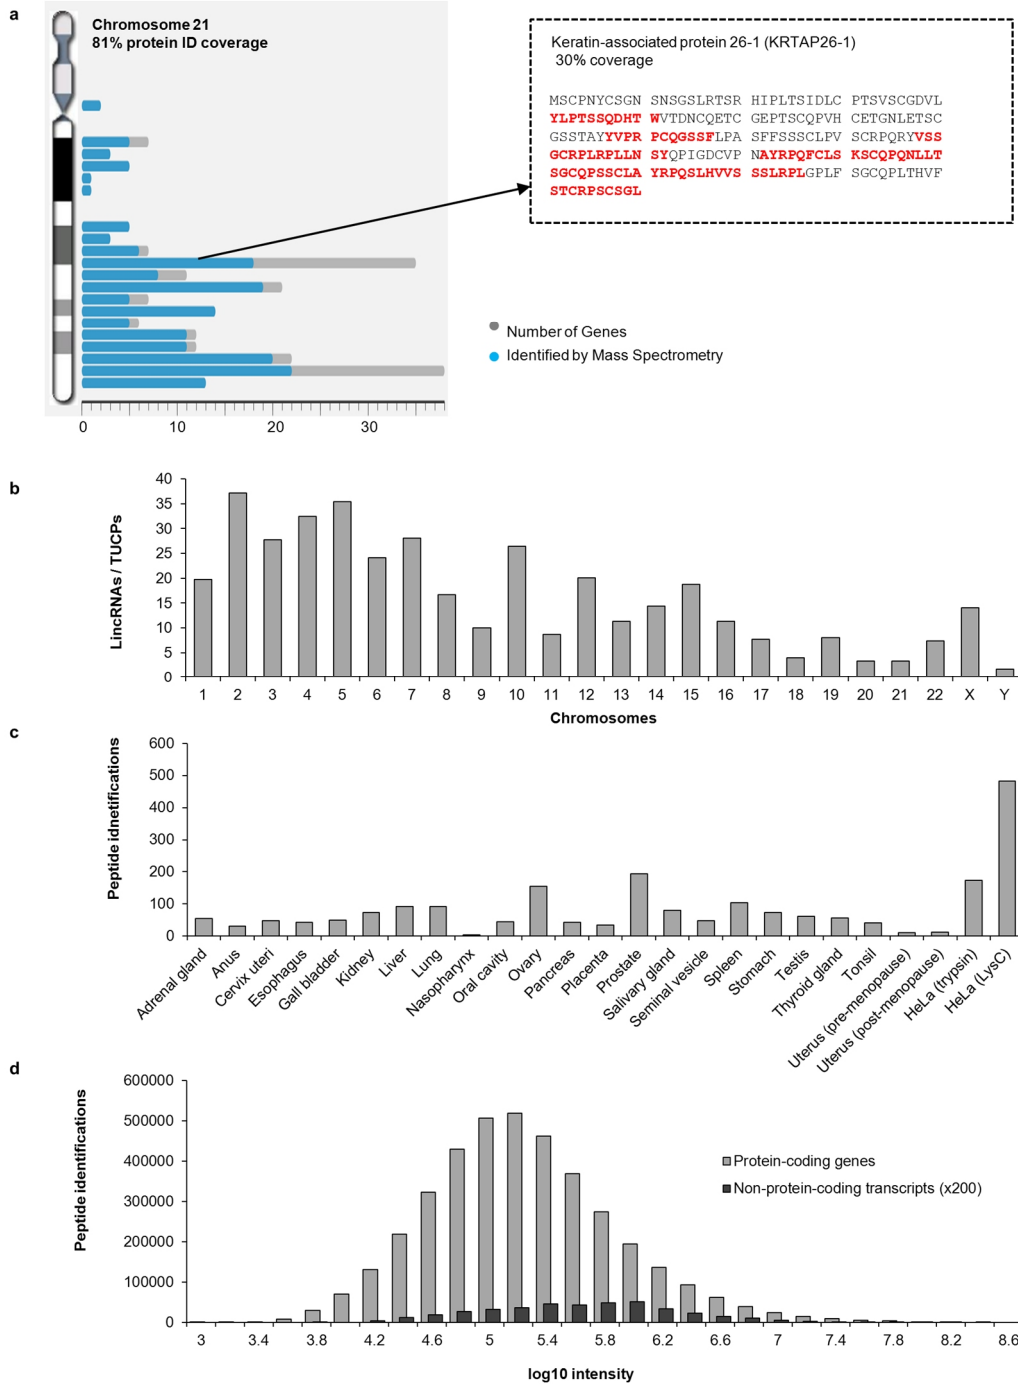 a
Chromosome 21
81% protein ID coverage
Keratin-associated protein 26-1 (KRTAP26-1)
30% coverage
MSCPNYCSGN SNSGSLRTSR HIPLTSIDLC PTSVSCGDVL
YLPTSSQDHT WVTDNCQETC GEPTSCQPVH CETGNLETSC
GSSTAYYVPR PCQGSSFLPA SFFSSSCLPV SCRPQRYVSS
GCRPLRPLLN SYQPIGDCVP NAYRPQFCLS KSCQPQNLLT
SGCQPSSCLA YRPQSLHVVS SSLRPLGPLF SGCQPLTHVF
STCRPSCSGL
Number of Genes
Identified by Mass Spectrometry
0 10 20 30
b
LincRNAs / TUCPs
40
35
30
25
20
15
10
5
0
1 2 3 4 5 6 7 8 9 10 11 12 13 14 15 16 17 18 19 20 21 22 X Y
Chromosomes
c
Peptide idnetifications
600
500
400
300
200
100
0
Adrenal gland
Anus
Cervix uteri
Esophagus
Gall bladder
Kidney
Liver
Lung
Nasopharynx
Oral cavity
Ovary
Pancreas
Placenta
Prostate
Salivary gland
Seminal vesicle
Spleen
Stomach
Testis
Thyroid gland
Tonsil
Uterus (pre-menopause)
Uterus (post-menopause)
HeLa (trypsin)
HeLa (LysC)
d
Peptide identifications
600000
500000
400000
300000
200000
100000
0
Protein-coding genes
Non-protein-coding transcripts (x200)
3 3.4 3.8 4.2 4.6 5 5.4 5.8 6.2 6.6 7 7.4 7.8 8.2 8.6
log10 intensity